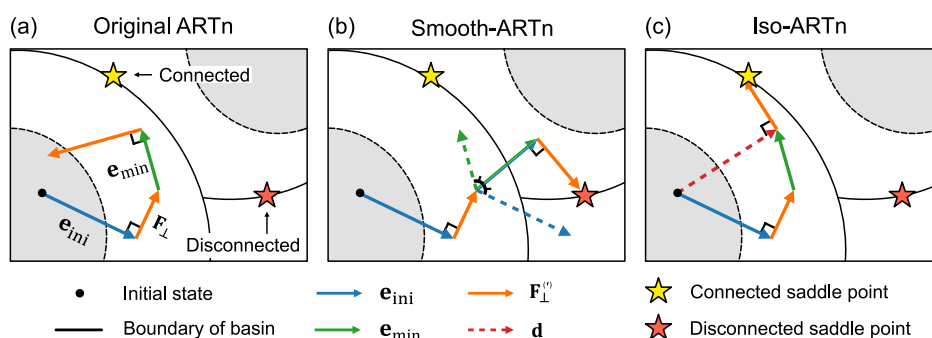 (a) Original ARTn
(b) Smooth-ARTn
(c) Iso-ARTn
Connected
e_min
e_ini
F_⊥
Disconnected
Initial state
e_ini
F_⊥^(′)
Connected saddle point
Boundary of basin
e_min
d
Disconnected saddle point